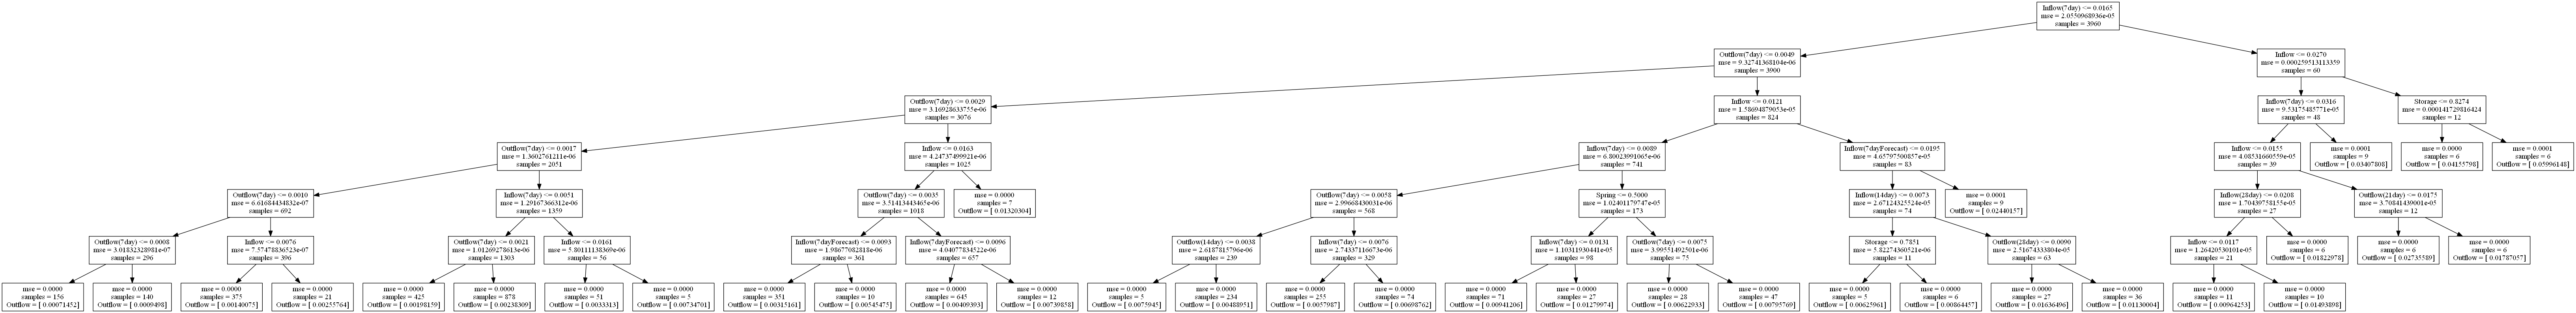 Inflow(7day) <= 0.0165
mse = 2.0550968936e-05
samples = 3960
Outflow(7day) <= 0.0049
mse = 9.32741368104e-06
samples = 3900
Inflow <= 0.0270
mse = 0.000259513113359
samples = 60
Outflow(7day) <= 0.0029
mse = 3.16928633755e-06
samples = 3076
Inflow <= 0.0121
mse = 1.58694879053e-05
samples = 824
Inflow(7day) <= 0.0316
mse = 9.53175485771e-05
samples = 48
Storage <= 0.8274
mse = 0.000141729816424
samples = 12
Outflow(7day) <= 0.0017
mse = 1.3602761211e-06
samples = 2051
Inflow <= 0.0163
mse = 4.24737499921e-06
samples = 1025
Inflow(7day) <= 0.0089
mse = 6.80023991065e-06
samples = 741
Inflow(7dayForecast) <= 0.0195
mse = 4.65797500857e-05
samples = 83
Inflow <= 0.0155
mse = 4.08531660559e-05
samples = 39
mse = 0.0001
samples = 9
Outflow = [ 0.03407808]
mse = 0.0000
samples = 6
Outflow = [ 0.04155798]
mse = 0.0001
samples = 6
Outflow = [ 0.05996148]
Outflow(7day) <= 0.0010
mse = 6.61684434832e-07
samples = 692
Inflow(7day) <= 0.0051
mse = 1.29167366312e-06
samples = 1359
Outflow(7day) <= 0.0035
mse = 3.51413443465e-06
samples = 1018
mse = 0.0000
samples = 7
Outflow = [ 0.01320304]
Outflow(7day) <= 0.0058
mse = 2.99668430031e-06
samples = 568
Spring <= 0.5000
mse = 1.02401179747e-05
samples = 173
Inflow(14day) <= 0.0073
mse = 2.67124325524e-05
samples = 74
mse = 0.0001
samples = 9
Outflow = [ 0.02440157]
Inflow(28day) <= 0.0208
mse = 1.70439758155e-05
samples = 27
Outflow(21day) <= 0.0175
mse = 3.70841439001e-05
samples = 12
Outflow(7day) <= 0.0008
mse = 3.01832328981e-07
samples = 296
Inflow <= 0.0076
mse = 7.57478836523e-07
samples = 396
Outflow(7day) <= 0.0021
mse = 1.01269278613e-06
samples = 1303
Inflow <= 0.0161
mse = 5.80111138369e-06
samples = 56
Inflow(7dayForecast) <= 0.0093
mse = 1.98677082818e-06
samples = 361
Inflow(7dayForecast) <= 0.0096
mse = 4.04077834522e-06
samples = 657
Outflow(14day) <= 0.0038
mse = 2.6187815796e-06
samples = 239
Inflow(7day) <= 0.0076
mse = 2.74337116673e-06
samples = 329
Inflow(7day) <= 0.0131
mse = 1.10311930441e-05
samples = 98
Outflow(7day) <= 0.0075
mse = 3.99551492501e-06
samples = 75
Storage <= 0.7851
mse = 5.82274360521e-06
samples = 11
Outflow(28day) <= 0.0090
mse = 2.51674333804e-05
samples = 63
Inflow <= 0.0117
mse = 1.26420530101e-05
samples = 21
mse = 0.0000
samples = 6
Outflow = [ 0.01822978]
mse = 0.0000
samples = 6
Outflow = [ 0.02735589]
mse = 0.0000
samples = 6
Outflow = [ 0.01787057]
mse = 0.0000
samples = 156
Outflow = [ 0.00071452]
mse = 0.0000
samples = 140
Outflow = [ 0.0009498]
mse = 0.0000
samples = 375
Outflow = [ 0.00140075]
mse = 0.0000
samples = 21
Outflow = [ 0.00255764]
mse = 0.0000
samples = 425
Outflow = [ 0.00198159]
mse = 0.0000
samples = 878
Outflow = [ 0.00238309]
mse = 0.0000
samples = 51
Outflow = [ 0.0033313]
mse = 0.0000
samples = 5
Outflow = [ 0.00734701]
mse = 0.0000
samples = 351
Outflow = [ 0.00315161]
mse = 0.0000
samples = 10
Outflow = [ 0.00545475]
mse = 0.0000
samples = 645
Outflow = [ 0.00409393]
mse = 0.0000
samples = 12
Outflow = [ 0.00739858]
mse = 0.0000
samples = 5
Outflow = [ 0.0075945]
mse = 0.0000
samples = 234
Outflow = [ 0.00488951]
mse = 0.0000
samples = 255
Outflow = [ 0.0057987]
mse = 0.0000
samples = 74
Outflow = [ 0.00698762]
mse = 0.0000
samples = 71
Outflow = [ 0.00941206]
mse = 0.0000
samples = 27
Outflow = [ 0.01279974]
mse = 0.0000
samples = 28
Outflow = [ 0.00622933]
mse = 0.0000
samples = 47
Outflow = [ 0.00795769]
mse = 0.0000
samples = 5
Outflow = [ 0.00625961]
mse = 0.0000
samples = 6
Outflow = [ 0.00864457]
mse = 0.0000
samples = 27
Outflow = [ 0.01636496]
mse = 0.0000
samples = 36
Outflow = [ 0.01130004]
mse = 0.0000
samples = 11
Outflow = [ 0.00964253]
mse = 0.0000
samples = 10
Outflow = [ 0.01493898]